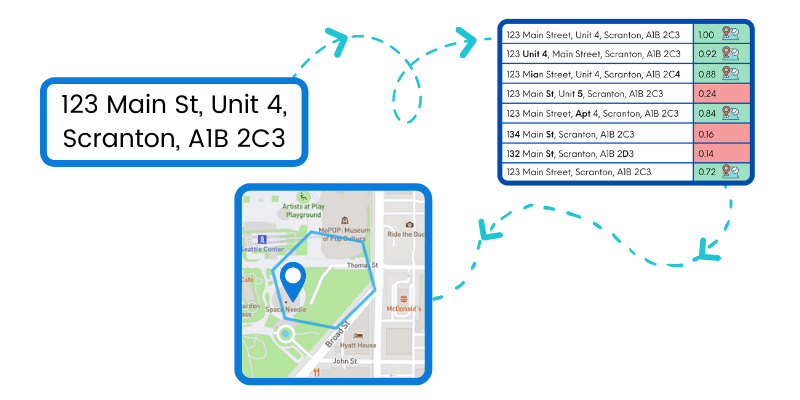 123 Main St, Unit 4,
Scranton, A1B 2C3
123 Main Street, Unit 4, Scranton, A1B 2C3 1.00
123 Unit 4, Main Street, Scranton, A1B 2C3 0.92
123 Mian Street, Unit 4, Scranton, A1B 2C4 0.88
123 Main St, Unit 5, Scranton, A1B 2C3 0.24
123 Main Street, Apt 4, Scranton, A1B 2C3 0.84
134 Main St, Scranton, A1B 2C3 0.16
132 Main St, Scranton, A1B 2D3 0.14
123 Main Street, Scranton, A1B 2C3 0.72
Artists at Play
Playground
MoPOP: Museum
of Pop Culture
Ride the Duc
Seattle Center
Thomas St
Cafe
arden
ass
Space Needle
McDonald's
Broad St
Hyatt House
John St